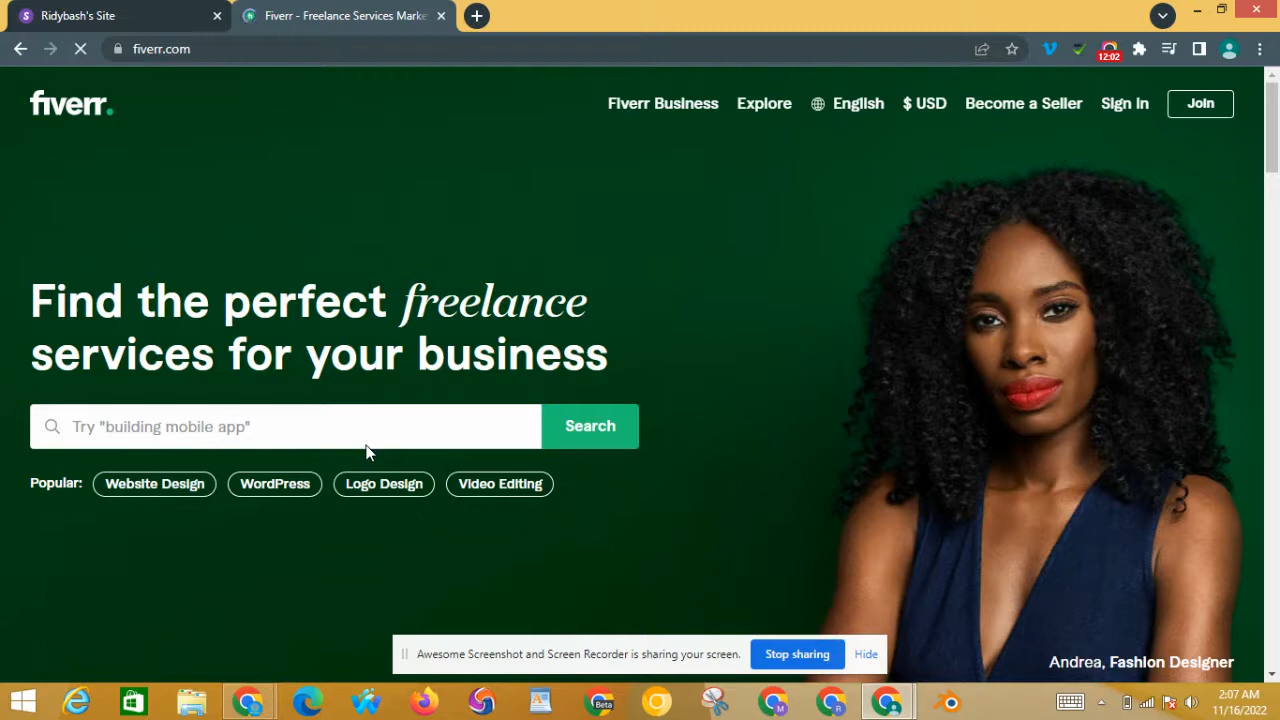 Ridybash's Site
Fiverr - Freelance Services Marke
fiverr.com
12:02
fiverr.
Fiverr Business
Explore
English
$ USD
Become a Seller
Sign in
Join
Find the perfect freelance
services for your business
Try "building mobile app"
Search
Popular:
Website Design
WordPress
Logo Design
Video Editing
Awesome Screenshot and Screen Recorder is sharing your screen.
Stop sharing
Hide
Andrea, Fashion Designer
Beta
M
R
2:07 AM
11/16/2022